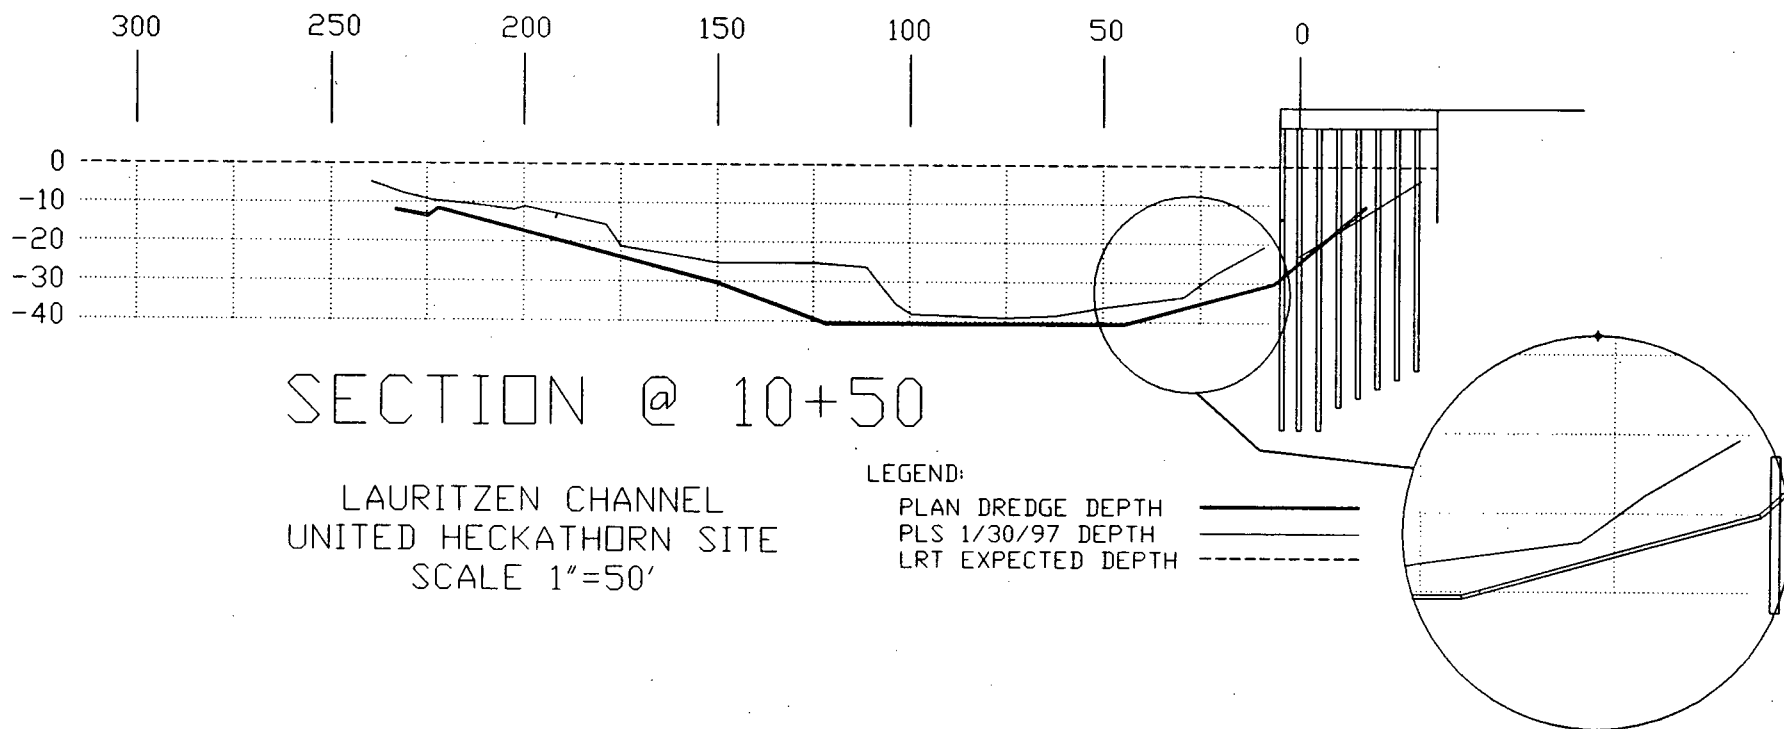 300 250 200 150 100 50 0
0
-10
-20
-30
-40
SECTION @ 10+50
LAURITZEN CHANNEL
UNITED HECKATHORN SITE
SCALE 1"=50'
LEGEND:
PLAN DREDGE DEPTH
PLS 1/30/97 DEPTH
LRT EXPECTED DEPTH